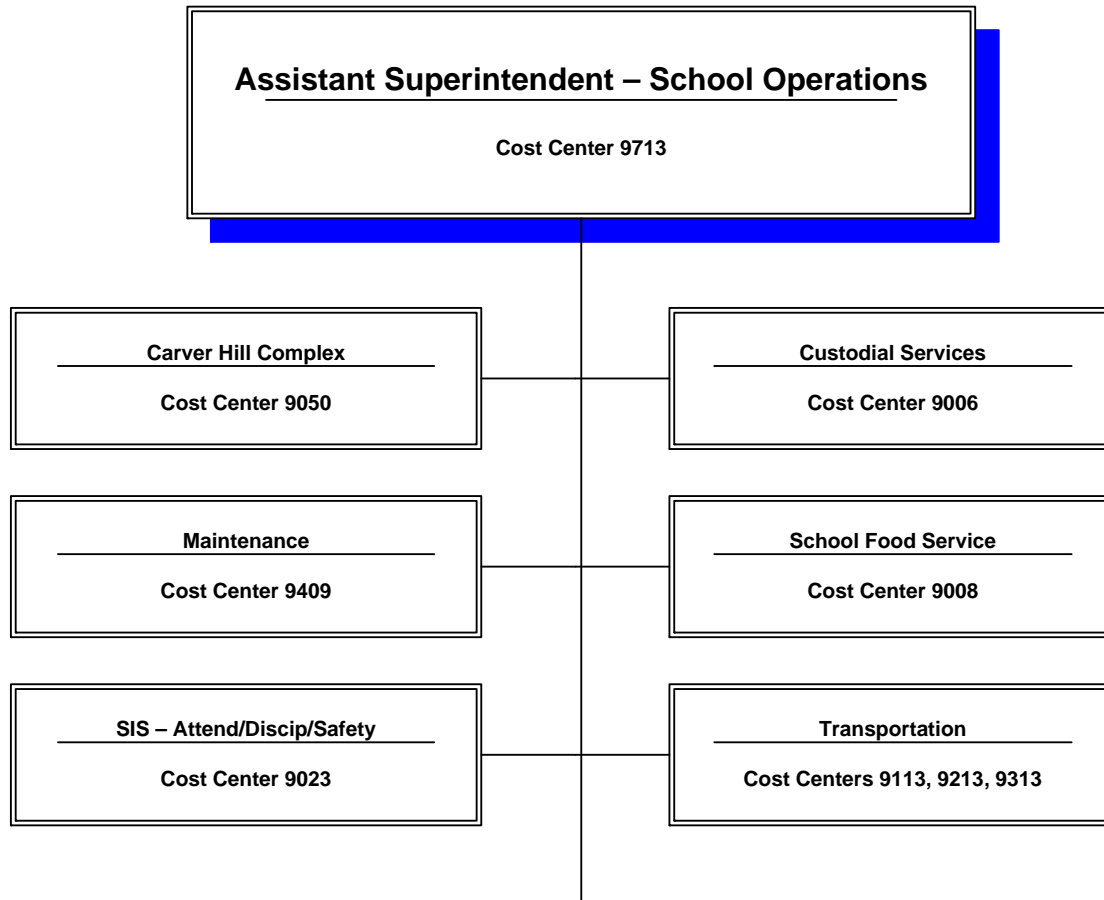 Assistant Superintendent – School Operations
Cost Center 9713
Carver Hill Complex
Cost Center 9050
Custodial Services
Cost Center 9006
Maintenance
Cost Center 9409
School Food Service
Cost Center 9008
SIS – Attend/Discip/Safety
Cost Center 9023
Transportation
Cost Centers 9113, 9213, 9313